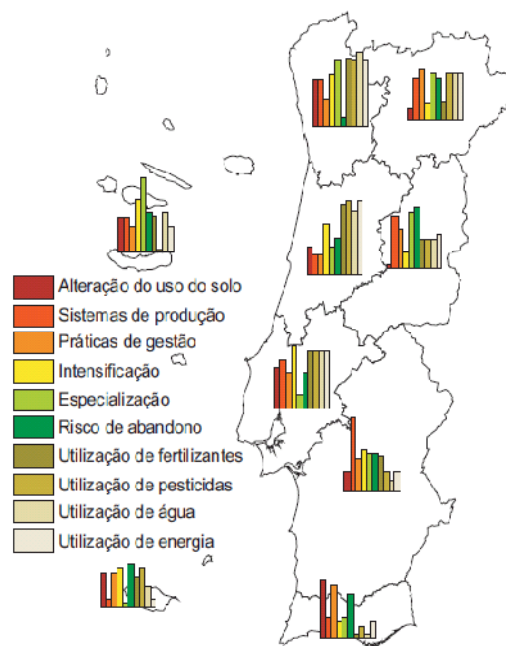 Alteração do uso do solo
Sistemas de produção
Práticas de gestão
Intensificação
Especialização
Risco de abandono
Utilização de fertilizantes
Utilização de pesticidas
Utilização de água
Utilização de energia